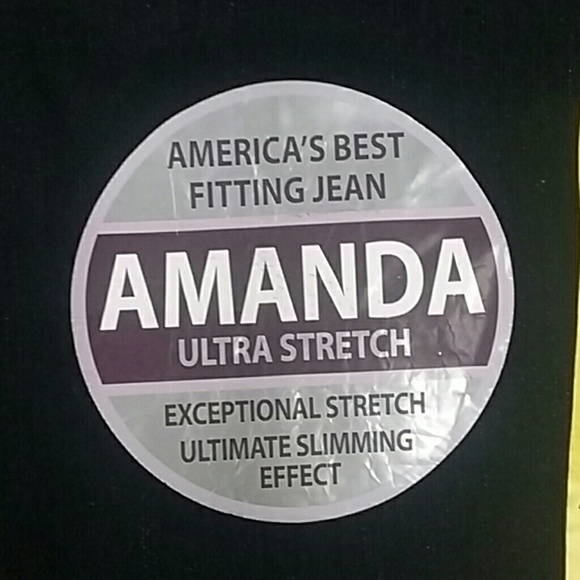 AMERICA'S BEST
FITTING JEAN
AMANDA
ULTRA STRETCH
EXCEPTIONAL STRETCH
ULTIMATE SLIMMING
EFFECT